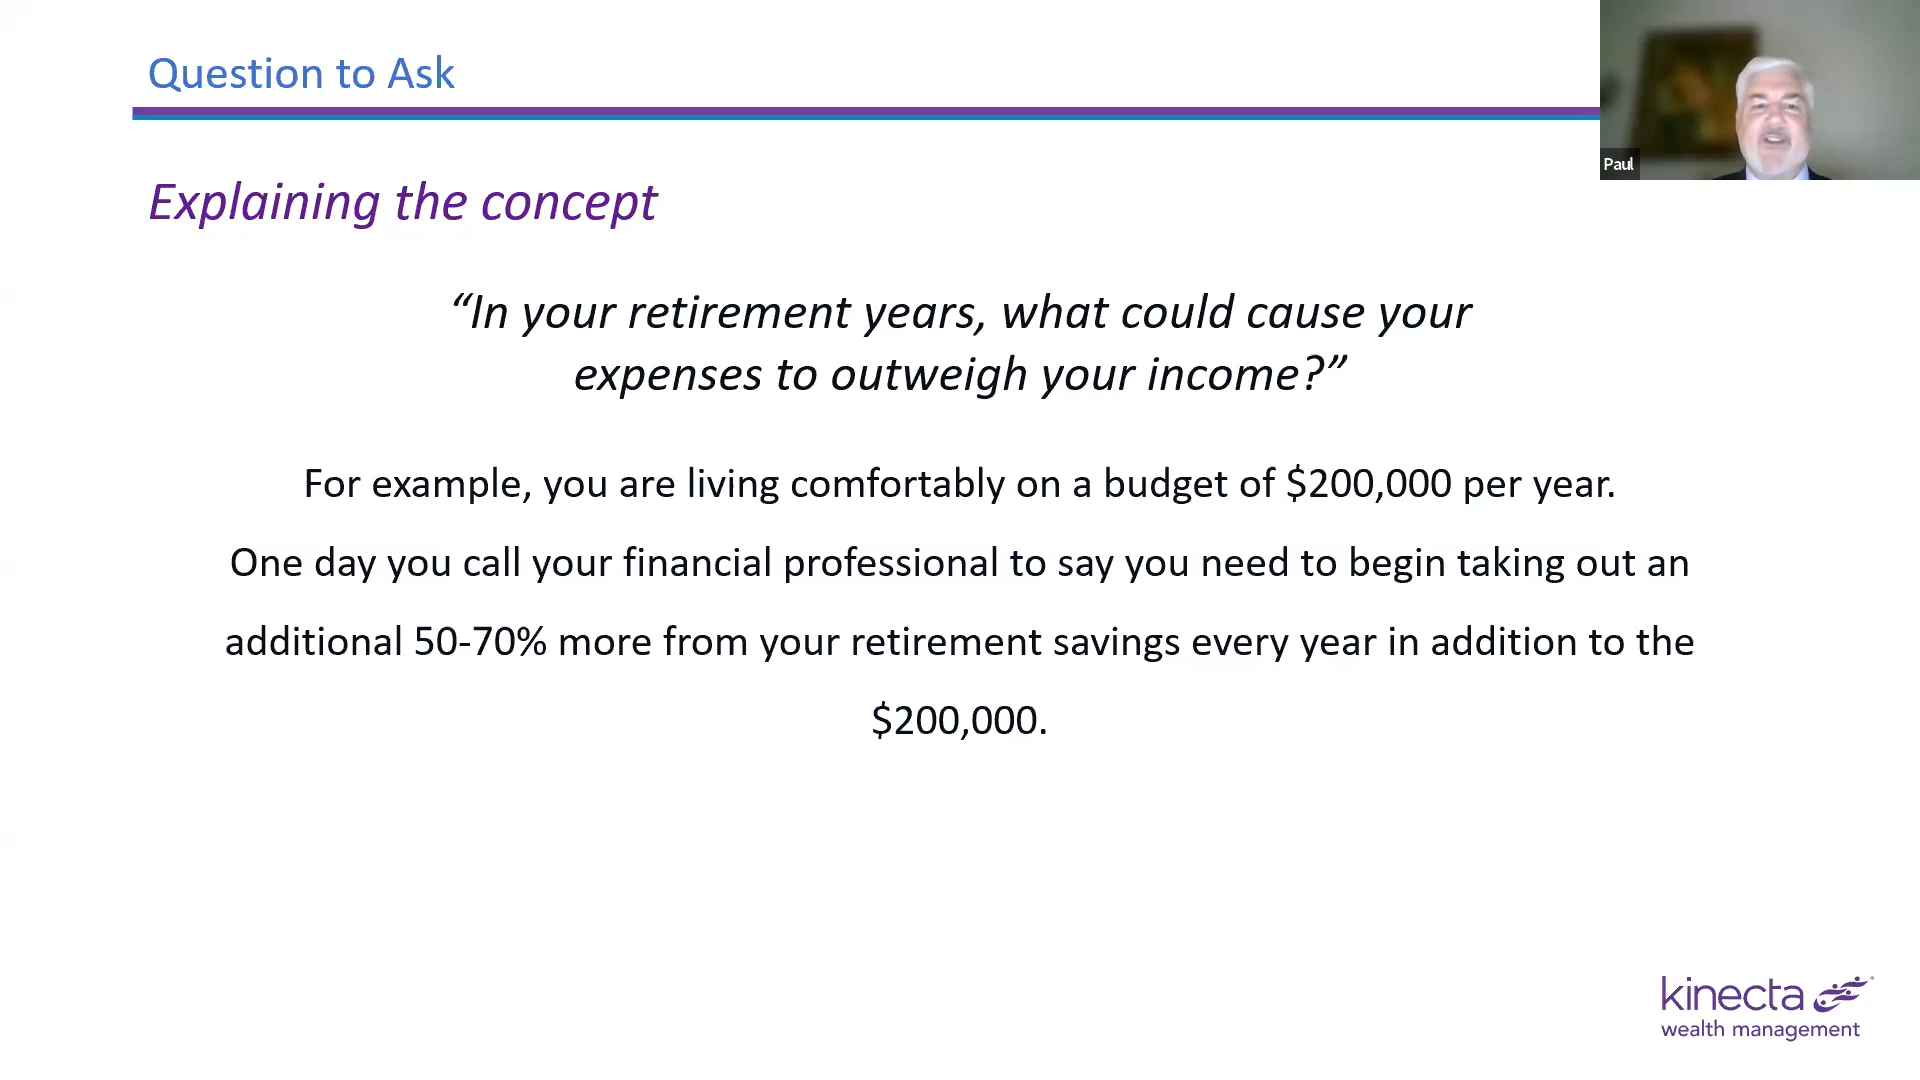 Question to Ask
Paul
Explaining the concept
“In your retirement years, what could cause your
expenses to outweigh your income?”
For example, you are living comfortably on a budget of $200,000 per year.
One day you call your financial professional to say you need to begin taking out an
additional 50-70% more from your retirement savings every year in addition to the
$200,000.
kinecta
wealth management